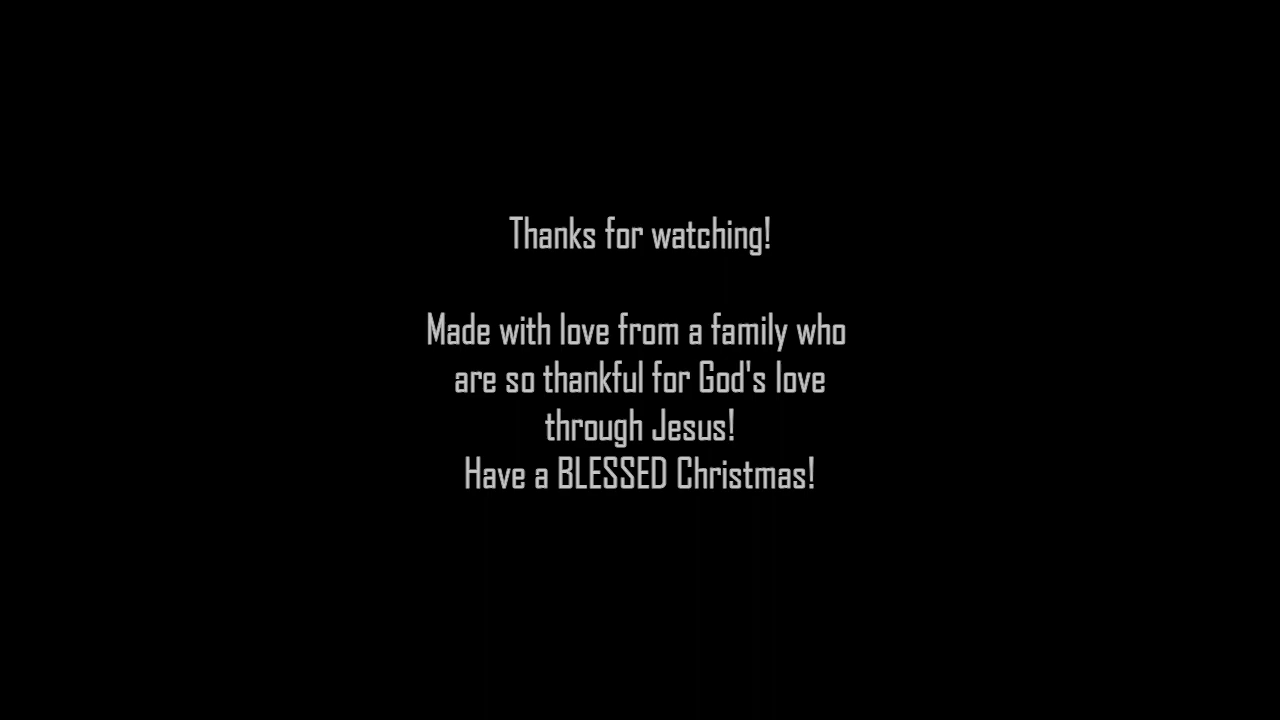 Thanks for watching!
Made with love from a family who
are so thankful for God's love
through Jesus!
Have a BLESSED Christmas!